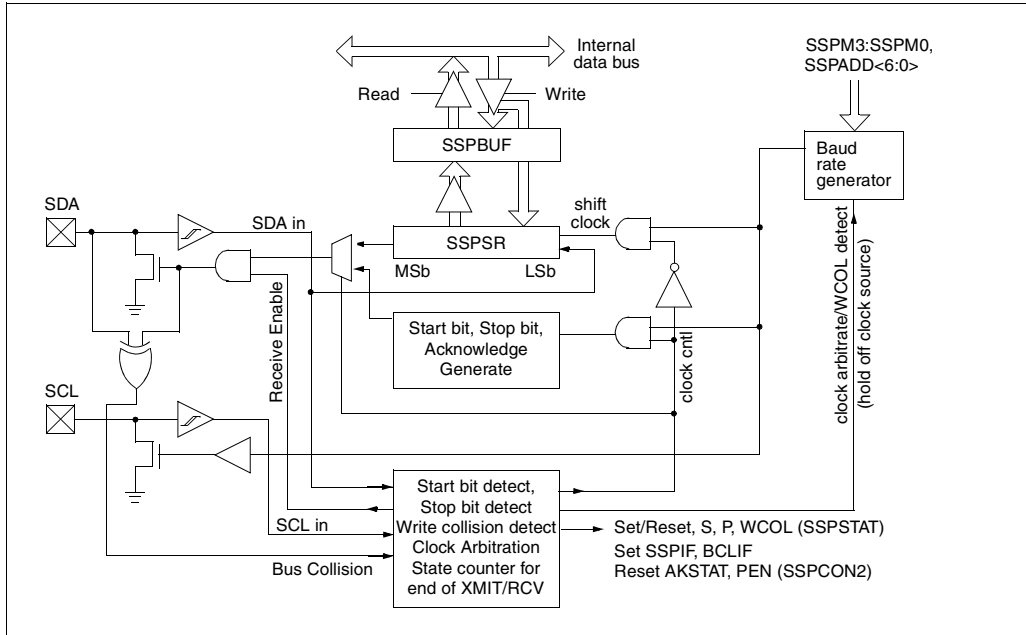 Internal
data bus
SSPM3:SSPM0,
SSPADD<6:0>
Read
Write
SSPBUF
Baud
rate
generator
SDA
SDA in
shift
clock
SSPSR
MSb
LSb
Receive Enable
Start bit, Stop bit,
Acknowledge
Generate
clock cntl
clock arbitrate/WCOL detect
(hold off clock source)
SCL
SCL in
Bus Collision
Start bit detect,
Stop bit detect
Write collision detect
Clock Arbitration
State counter for
end of XMIT/RCV
Set/Reset, S, P, WCOL (SSPSTAT)
Set SSPIF, BCLIF
Reset AKSTAT, PEN (SSPCON2)